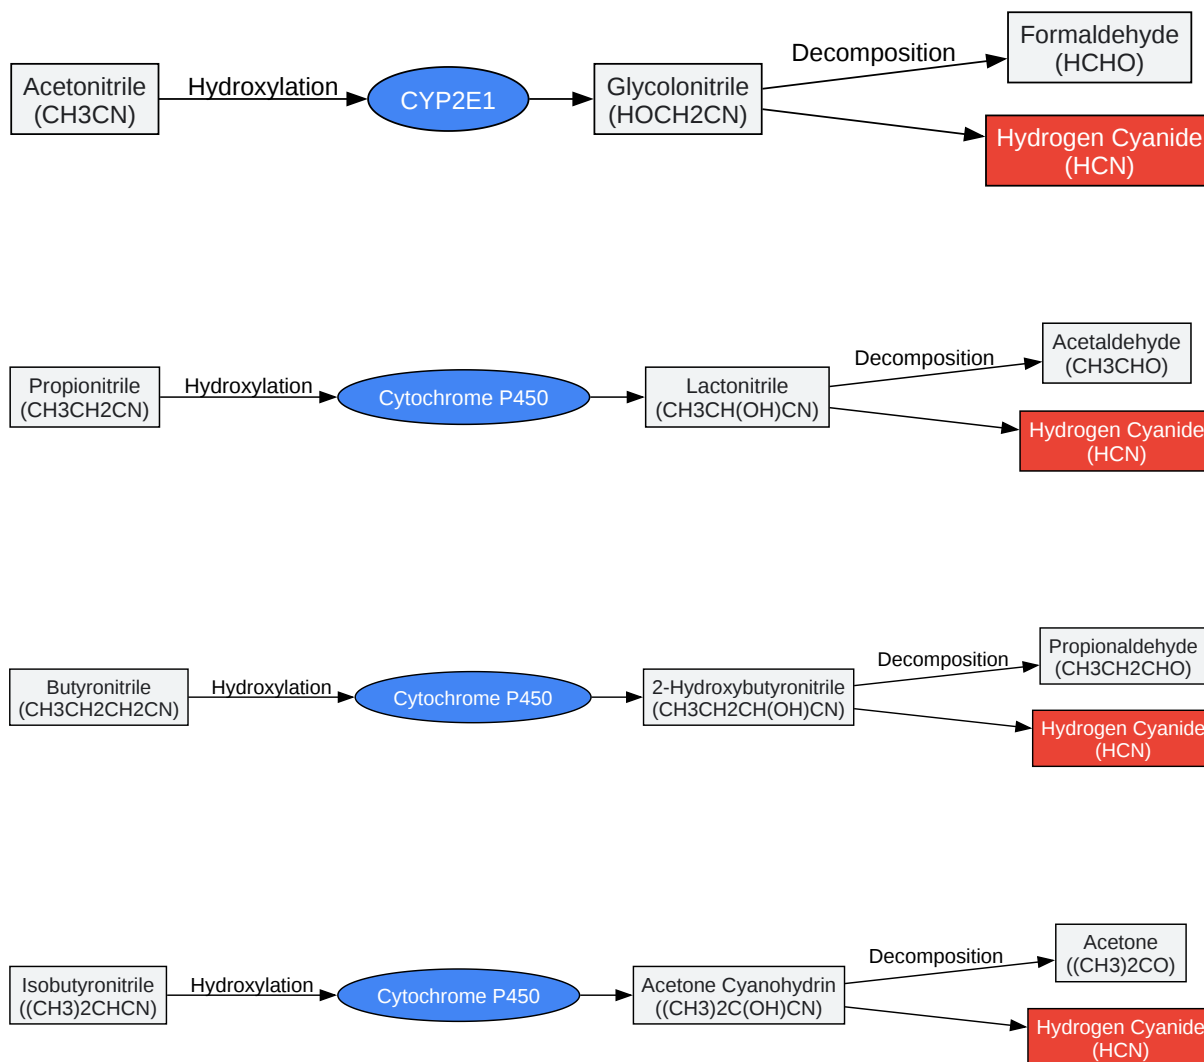 Acetonitrile
(CH3CN)
Hydroxylation
CYP2E1
Glycolonitrile
(HOCH2CN)
Decomposition
Formaldehyde
(HCHO)
Hydrogen Cyanide
(HCN)
Propionitrile
(CH3CH2CN)
Hydroxylation
Cytochrome P450
Lactonitrile
(CH3CH(OH)CN)
Decomposition
Acetaldehyde
(CH3CHO)
Hydrogen Cyanide
(HCN)
Butyronitrile
(CH3CH2CH2CN)
Hydroxylation
Cytochrome P450
2-Hydroxybutyronitrile
(CH3CH2CH(OH)CN)
Decomposition
Propionaldehyde
(CH3CH2CHO)
Hydrogen Cyanide
(HCN)
Isobutyronitrile
((CH3)2CHCN)
Hydroxylation
Cytochrome P450
Acetone Cyanohydrin
((CH3)2C(OH)CN)
Decomposition
Acetone
((CH3)2CO)
Hydrogen Cyanide
(HCN)